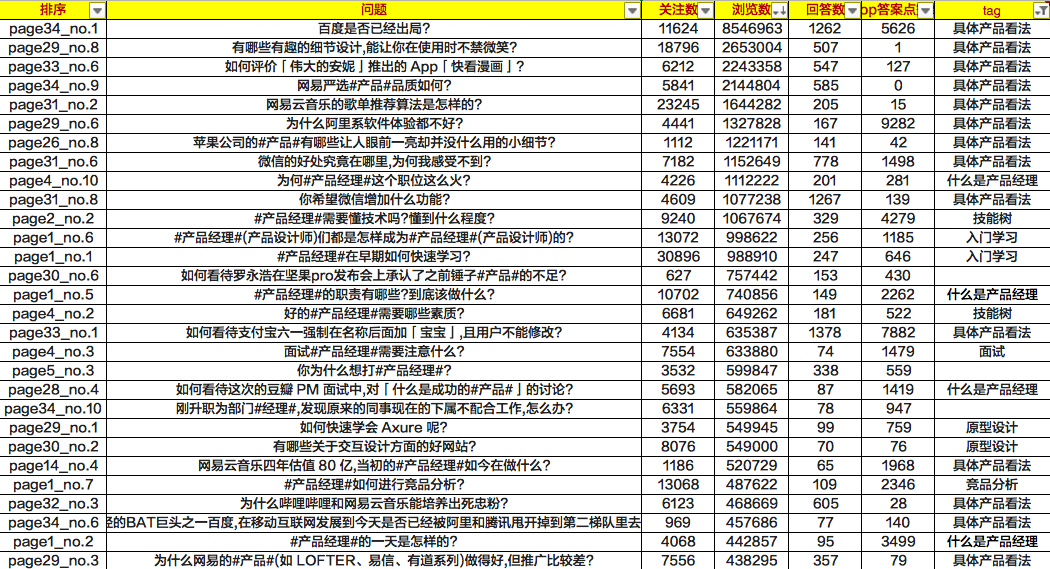 排序 问题 关注数 浏览数 回答数 op答案点 tag
page34_no.1 百度是否已经出局? 11624 8546963 1262 5626 具体产品看法
page29_no.8 有哪些有趣的细节设计,能让你在使用时不禁微笑? 18796 2653004 507 1 具体产品看法
page33_no.6 如何评价「伟大的安妮」推出的 App「快看漫画」? 6212 2243358 547 127 具体产品看法
page34_no.9 网易严选#产品#品质如何? 5841 2144804 585 0 具体产品看法
page31_no.2 网易云音乐的歌单推荐算法是怎样的? 23245 1644282 205 15 具体产品看法
page29_no.6 为什么阿里系软件体验都不好? 4441 1327828 167 9282 具体产品看法
page26_no.8 苹果公司的#产品#有哪些让人眼前一亮却并没什么用的小细节? 1112 1221171 141 42 具体产品看法
page31_no.6 微信的好处究竟在哪里,为何我感受不到? 7182 1152649 778 1498 具体产品看法
page4_no.10 为何#产品经理#这个职位这么火? 4226 1112222 201 281 什么是产品经理
page31_no.8 你希望微信增加什么功能? 4609 1077238 1267 139 具体产品看法
page2_no.2 #产品经理#需要懂技术吗?懂到什么程度? 9240 1067674 329 4279 技能树
page1_no.6 #产品经理#(产品设计师)们都是怎样成为#产品经理#(产品设计师)的? 13072 998622 256 1185 入门学习
page1_no.1 #产品经理#在早期如何快速学习? 30896 988910 247 646 入门学习
page30_no.6 如何看待罗永浩在坚果pro发布会上承认了之前锤子#产品#的不足? 627 757442 153 430
page1_no.5 #产品经理#的职责有哪些?到底该做什么? 10702 740856 149 2262 什么是产品经理
page4_no.2 好的#产品经理#需要哪些素质? 6681 649262 181 522 技能树
page33_no.1 如何看待支付宝六一强制在名称后面加「宝宝」,且用户不能修改? 4134 635387 1378 7882 具体产品看法
page4_no.3 面试#产品经理#需要注意什么? 7554 633880 74 1479 面试
page5_no.3 你为什么想打#产品经理#? 3532 599847 338 559
page28_no.4 如何看待这次的豆瓣 PM 面试中,对「什么是成功的#产品#」的讨论? 5693 582065 87 1419 什么是产品经理
page34_no.10 刚升职为部门#经理#,发现原来的同事现在的下属不配合工作,怎么办? 6331 559864 78 947
page29_no.1 如何快速学会 Axure 呢? 3754 549945 99 759 原型设计
page30_no.2 有哪些关于交互设计方面的好网站? 8076 549000 70 76 原型设计
page14_no.4 网易云音乐四年估值 80 亿,当初的#产品经理#如今在做什么? 1186 520729 65 1968 具体产品看法
page1_no.7 #产品经理#如何进行竞品分析? 13068 487622 109 2346 竞品分析
page32_no.3 为什么哔哩哔哩和网易云音乐能培养出死忠粉? 6123 468669 605 28 具体产品看法
page34_no.6 的BAT巨头之一百度,在移动互联网发展到今天是否已经被阿里和腾讯甩开掉到第二梯队里去 969 457686 77 140 具体产品看法
page1_no.2 #产品经理#的一天是怎样的? 4068 442857 95 3499 什么是产品经理
page29_no.3 为什么网易的#产品#(如 LOFTER、易信、有道系列)做得好,但推广比较差? 7556 438295 357 79 具体产品看法